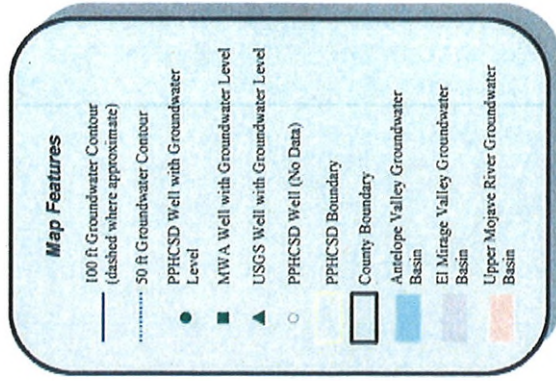 Map Features
100 ft Groundwater Contour
(dashed where approximate)
50 ft Groundwater Contour
PPHCSD Well with Groundwater
Level
MWA Well with Groundwater Level
USGS Well with Groundwater Level
PPHCSD Well (No Data)
PPHCSD Boundary
County Boundary
Antelope Valley Groundwater
Basin
El Mirage Valley Groundwater
Basin
Upper Mojave River Groundwater
Basin